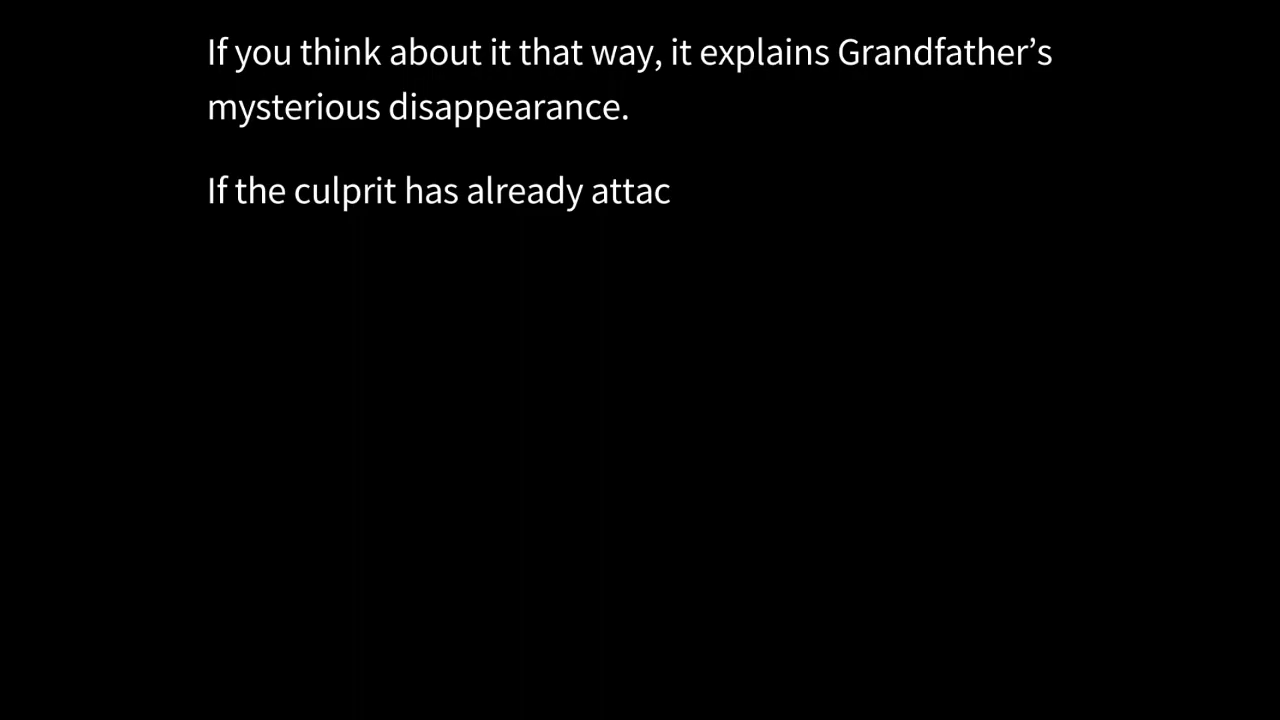 If you think about it that way, it explains Grandfather’s
mysterious disappearance.
If the culprit has already attac